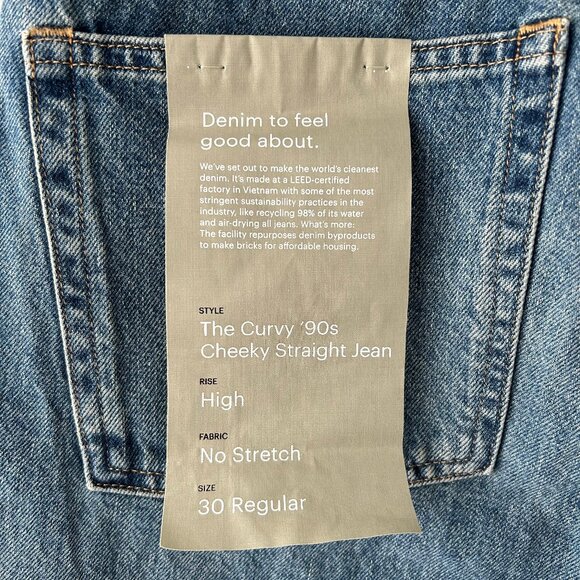 Denim to feel
good about.
We've set out to make the world's cleanest
denim. It's made at a LEED-certified
factory in Vietnam with some of the most
stringent sustainability practices in the
industry, like recycling 98% of its water
and air-drying all jeans. What's more:
The facility repurposes denim byproducts
to make bricks for affordable housing.
STYLE
The Curvy ’90s
Cheeky Straight Jean
RISE
High
FABRIC
No Stretch
SIZE
30 Regular